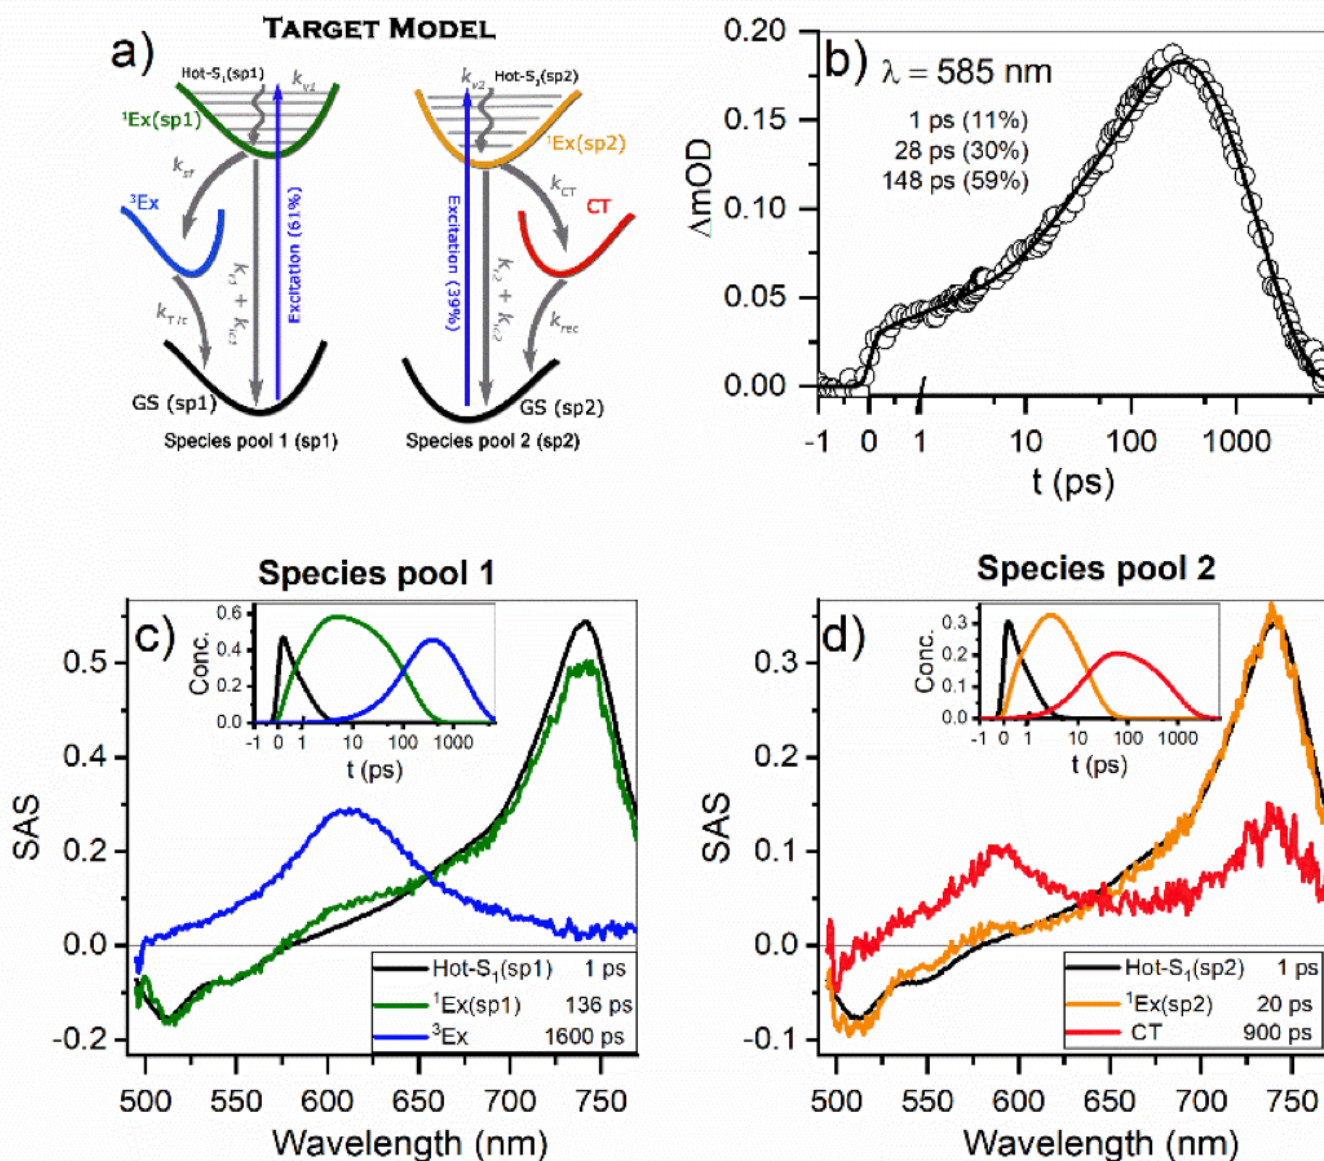 TARGET MODEL
a)
Hot-S1(sp1)
kv1
1Ex(sp1)
ksf
3Ex
kT/c
Excitation (61%)
GS (sp1)
Species pool 1 (sp1)
kv2
Hot-S1(sp2)
1Ex(sp2)
kCT
CT
Excitation (39%)
kr2 + kic2
krec
GS (sp2)
Species pool 2 (sp2)
b)
λ = 585 nm
1 ps (11%)
28 ps (30%)
148 ps (59%)
0.20
0.15
0.10
0.05
0.00
ΔmOD
-1 0 1 10 100 1000
t (ps)
Species pool 1
c)
0.6
0.4
0.2
0.0
Conc.
-1 0 1 10 100 1000
t (ps)
0.5
0.4
0.2
0.0
-0.2
SAS
Hot-S1(sp1) 1 ps
1Ex(sp1) 136 ps
3Ex 1600 ps
500 550 600 650 700 750
Wavelength (nm)
Species pool 2
d)
0.3
0.2
0.1
0.0
Conc.
-1 0 1 10 100 1000
t (ps)
0.3
0.2
0.1
0.0
-0.1
SAS
Hot-S1(sp2) 1 ps
1Ex(sp2) 20 ps
CT 900 ps
500 550 600 650 700 750
Wavelength (nm)